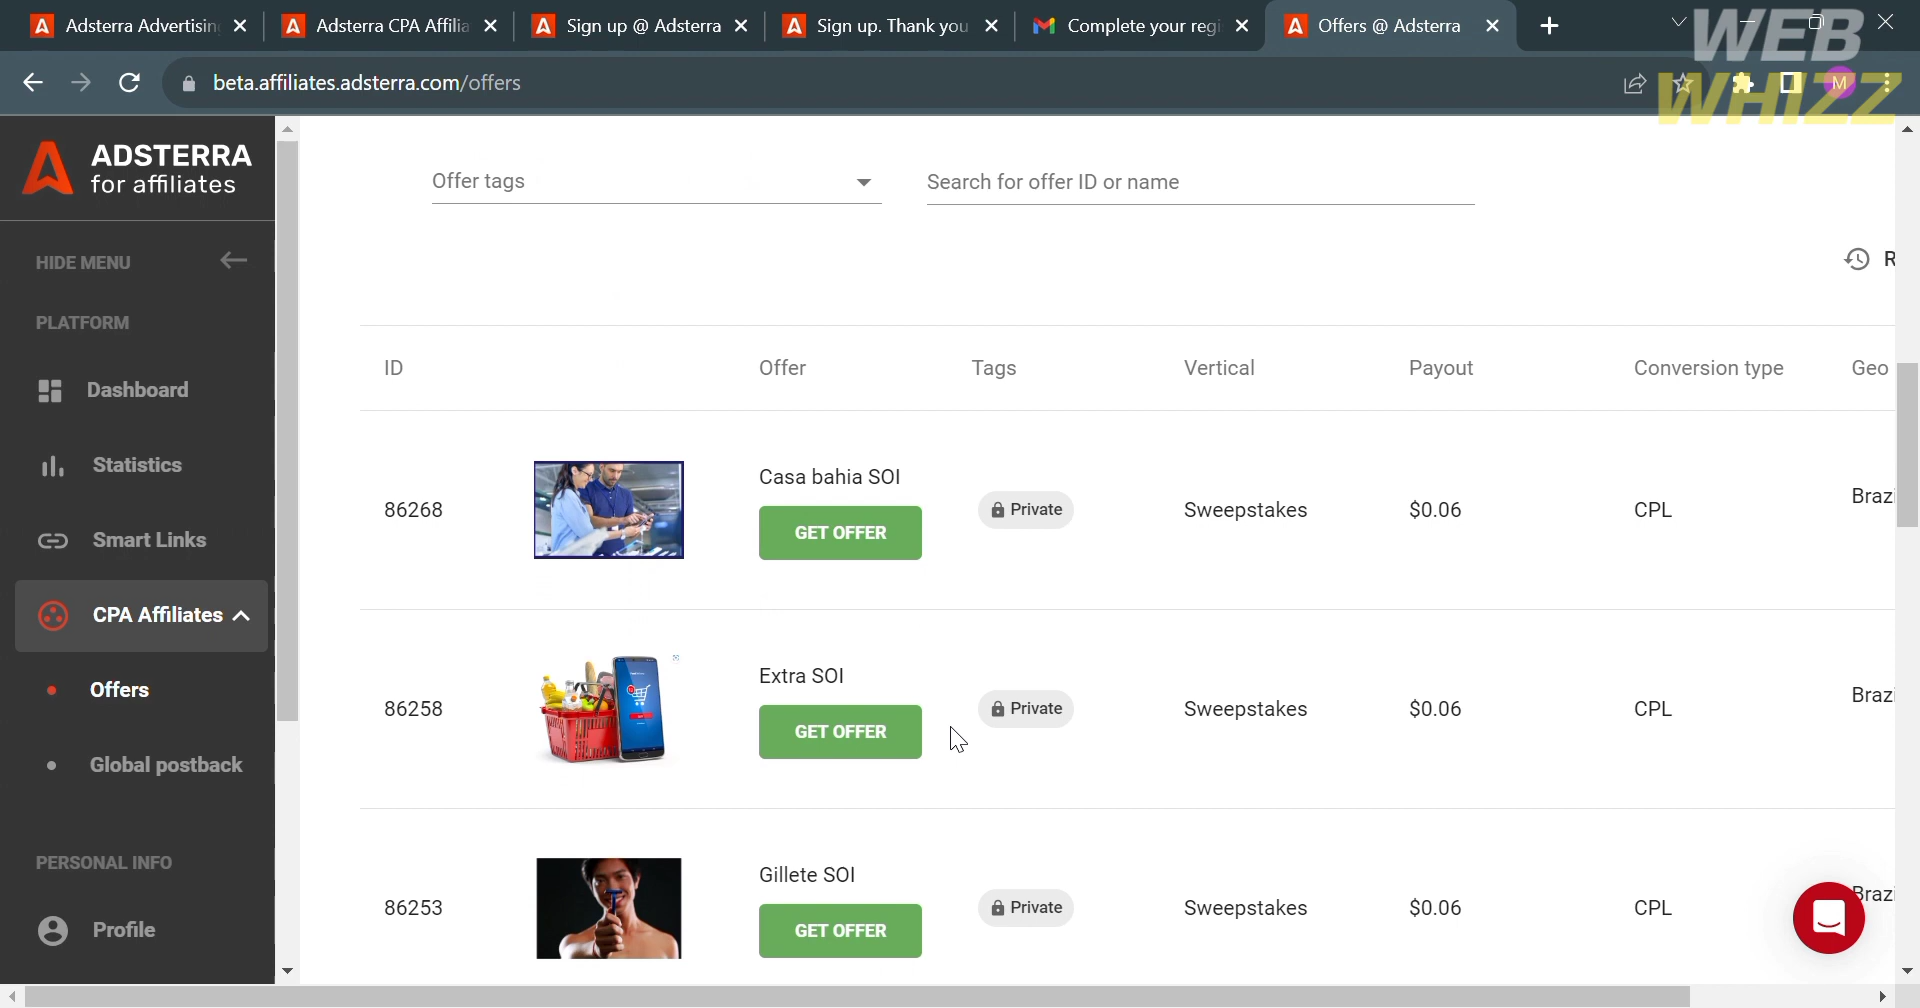 Adsterra Advertisin
Adsterra CPA Affilia
Sign up @ Adsterra
Sign up. Thank you
Complete your regi
Offers @ Adsterra
WEB
WHIZZ
beta.affiliates.adsterra.com/offers
M
ADSTERRA
for affiliates
HIDE MENU
PLATFORM
Dashboard
Statistics
Smart Links
CPA Affiliates
Offers
Global postback
PERSONAL INFO
Profile
Offer tags
Search for offer ID or name
R
ID Offer Tags Vertical Payout Conversion type Geo
Casa bahia SOI
86268 GET OFFER Private Sweepstakes $0.06 CPL Brazi
Extra SOI
86258 GET OFFER Private Sweepstakes $0.06 CPL Brazi
Gillete SOI
86253 GET OFFER Private Sweepstakes $0.06 CPL Brazi